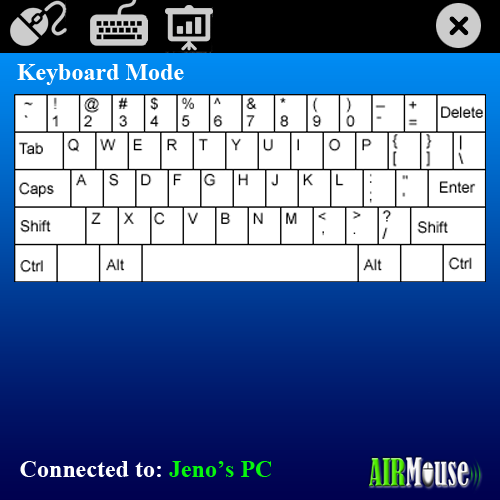 Keyboard Mode
~ ! @ # $ % ^ & * ( ) – +
` 1 2 3 4 5 6 7 8 9 0 - = Delete
Tab Q W E R T Y U I O P { } |
[ ] \
Caps A S D F G H J K L : " Enter
; '
Shift Z X C V B N M < > ? Shift
, . /
Ctrl Alt Alt Ctrl
Connected to: Jeno's PC
AIRMouse